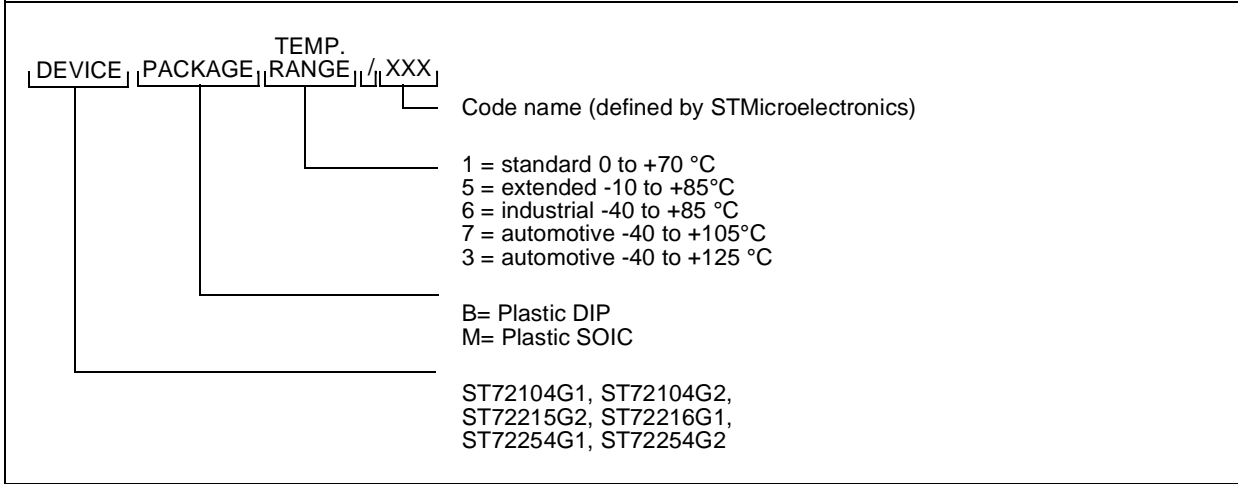 TEMP.
DEVICE PACKAGE RANGE / XXX
Code name (defined by STMicroelectronics)
1 = standard 0 to +70 °C
5 = extended -10 to +85°C
6 = industrial -40 to +85 °C
7 = automotive -40 to +105°C
3 = automotive -40 to +125 °C
B= Plastic DIP
M= Plastic SOIC
ST72104G1, ST72104G2,
ST72215G2, ST72216G1,
ST72254G1, ST72254G2